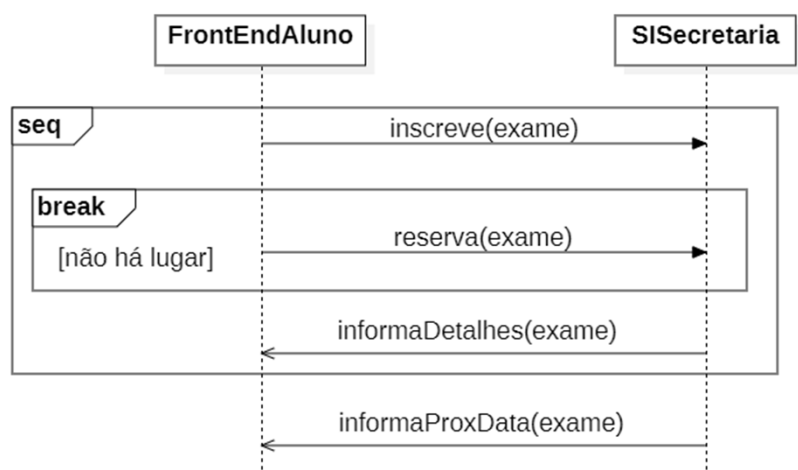 FrontEndAluno
SISecretaria
seq
inscreve(exame)
break
reserva(exame)
[não há lugar]
informaDetalhes(exame)
informaProxData(exame)